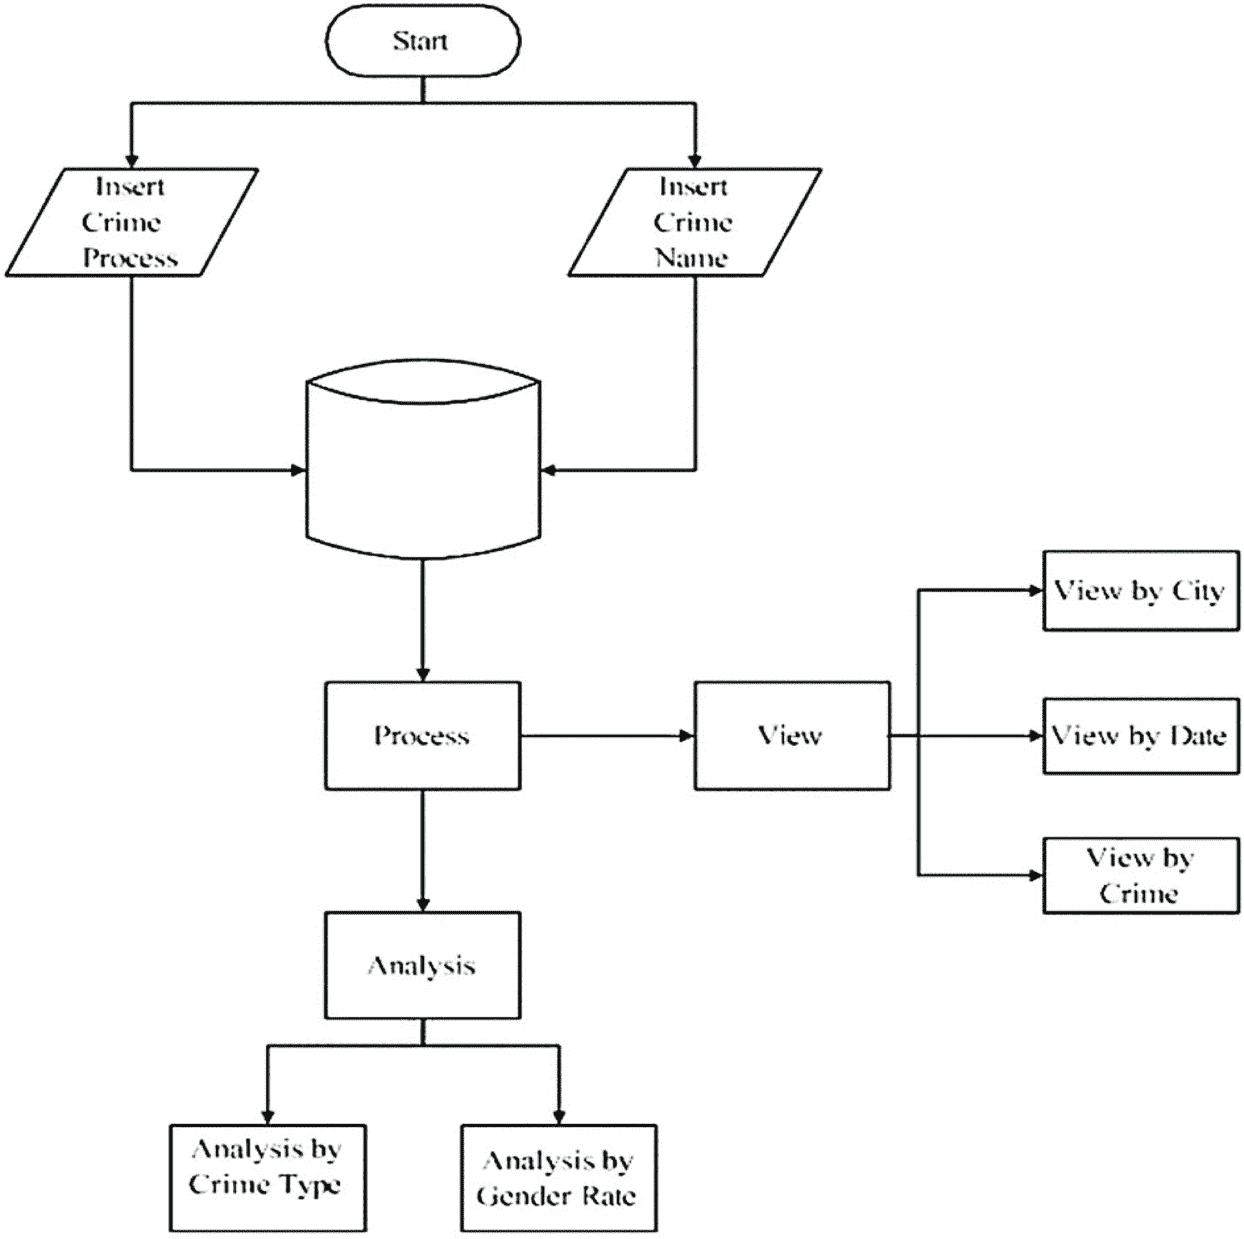 Start
Insert
Crime
Process
Insert
Crime
Name
View by City
Process
View
View by Date
View by
Crime
Analysis
Analysis by
Crime Type
Analysis by
Gender Rate